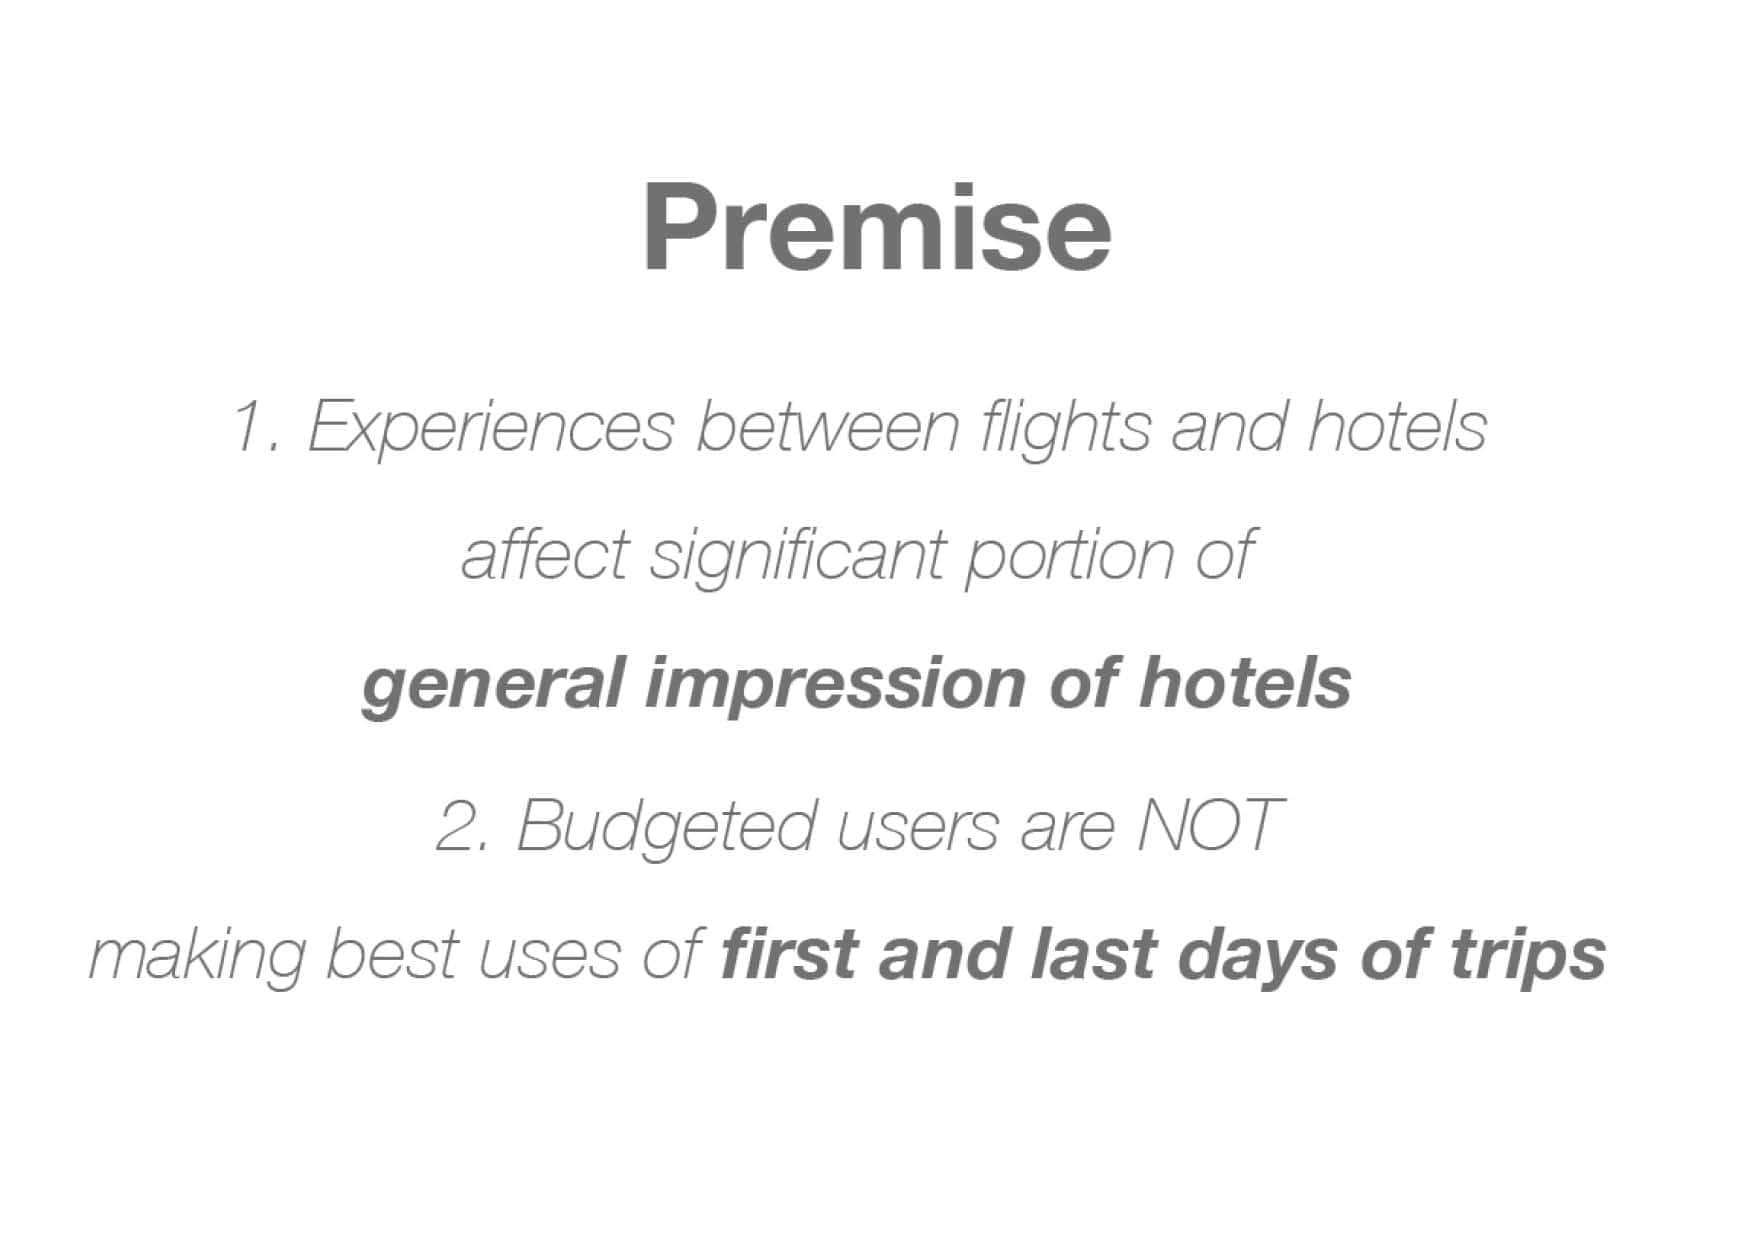 Premise
1. Experiences between flights and hotels
affect significant portion of
general impression of hotels
2. Budgeted users are NOT
making best uses of first and last days of trips